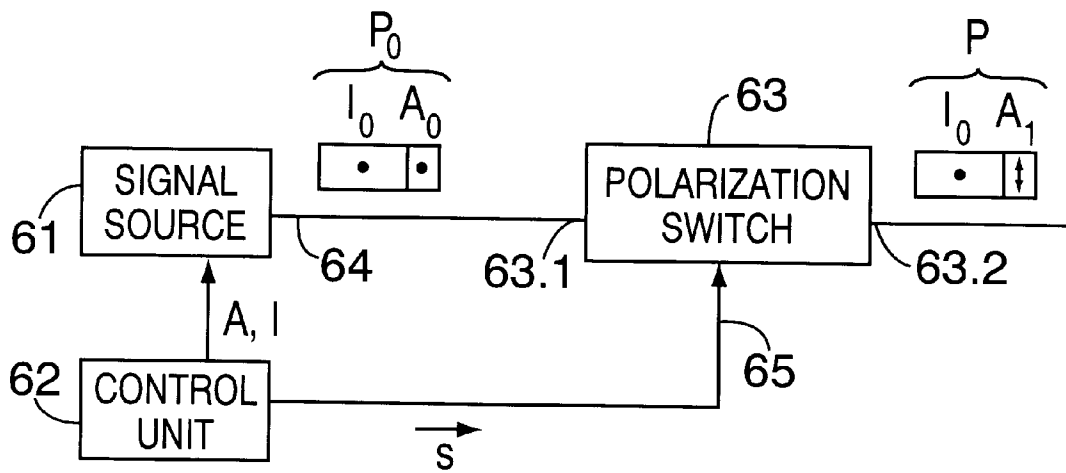 P0
I0 A0
P
I0 A1
63
SIGNAL
SOURCE
POLARIZATION
SWITCH
61
64
63.1
63.2
A, I
65
62
CONTROL
UNIT
s